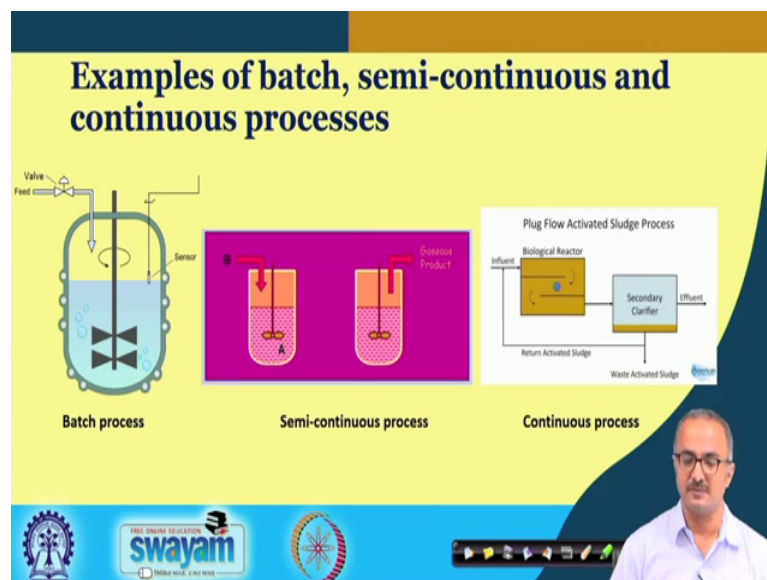 Examples of batch, semi-continuous and
continuous processes
Valve
Feed
Sensor
B
A
Gaseous
Product
Plug Flow Activated Sludge Process
Influent
Biological Reactor
Secondary
Clarifier
Effluent
Return Activated Sludge
Waste Activated Sludge
Batch process
Semi-continuous process
Continuous process
FREE ONLINE EDUCATION
swayam